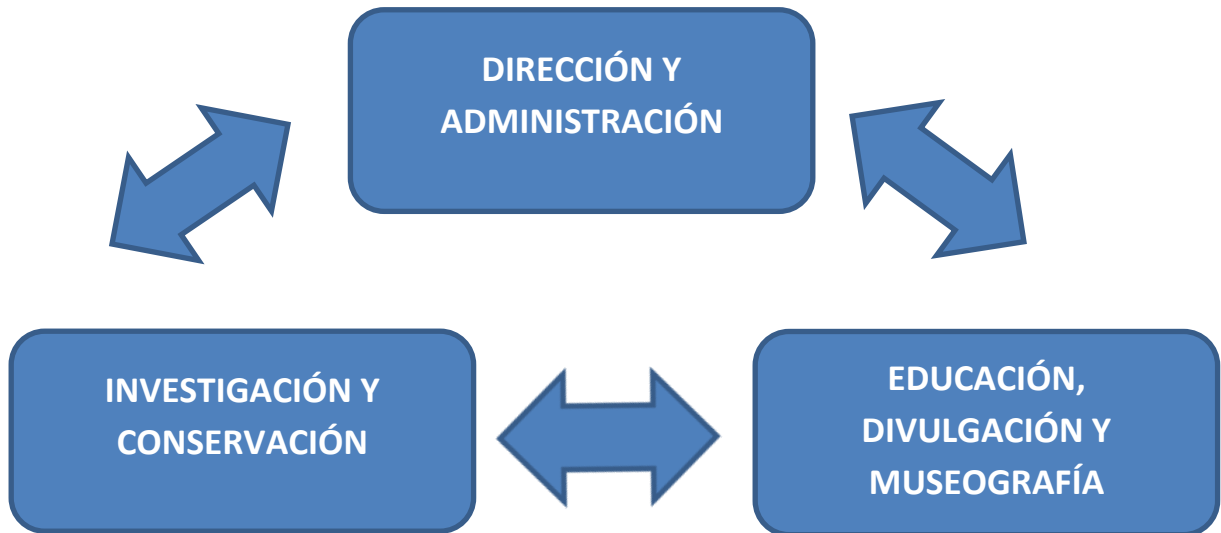 DIRECCIÓN Y
ADMINISTRACIÓN
INVESTIGACIÓN Y
CONSERVACIÓN
EDUCACIÓN,
DIVULGACIÓN Y
MUSEOGRAFÍA